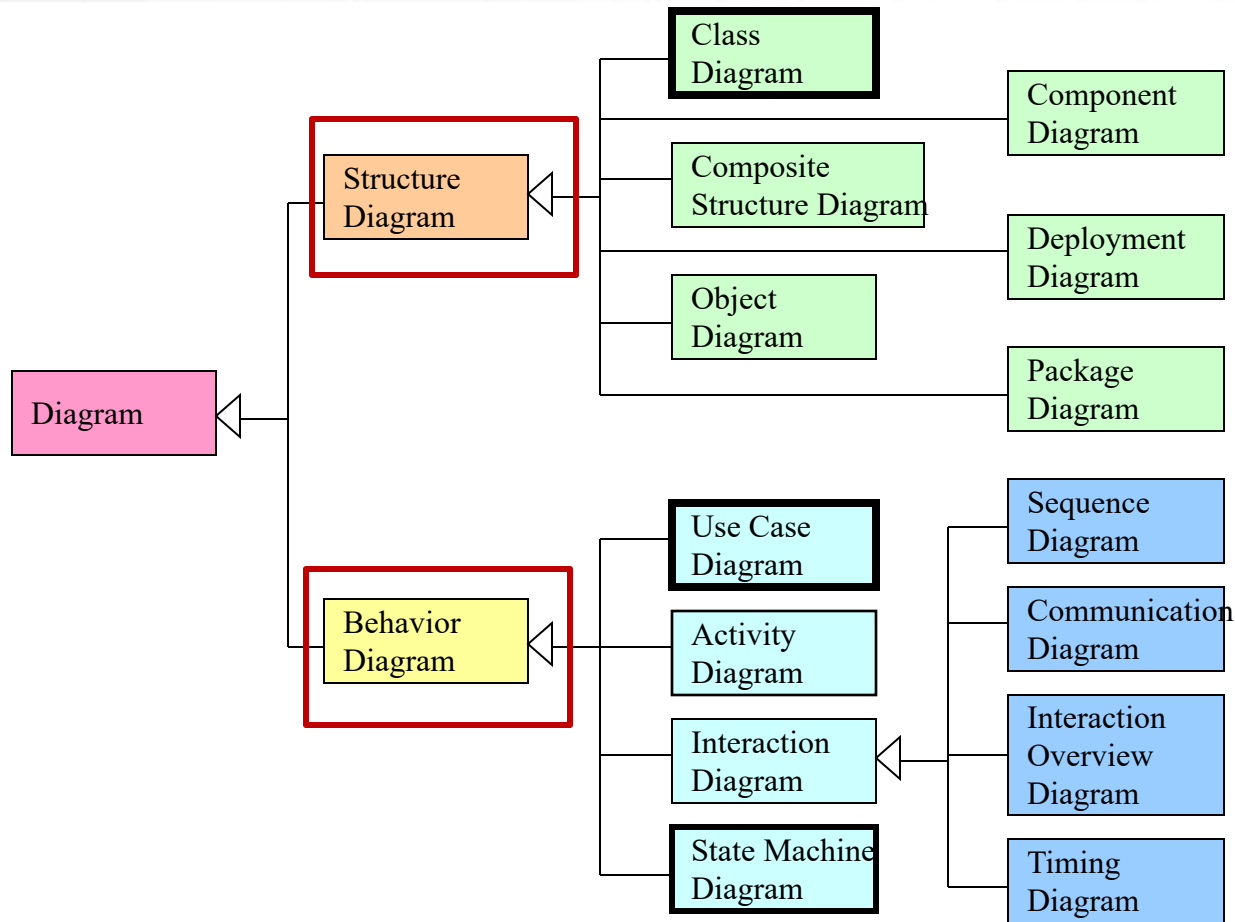 Class
Diagram
Component
Diagram
Composite
Structure Diagram
Structure
Diagram
Deployment
Diagram
Object
Diagram
Package
Diagram
Diagram
Sequence
Diagram
Use Case
Diagram
Communication
Diagram
Behavior
Diagram
Activity
Diagram
Interaction
Overview
Diagram
Interaction
Diagram
State Machine
Diagram
Timing
Diagram